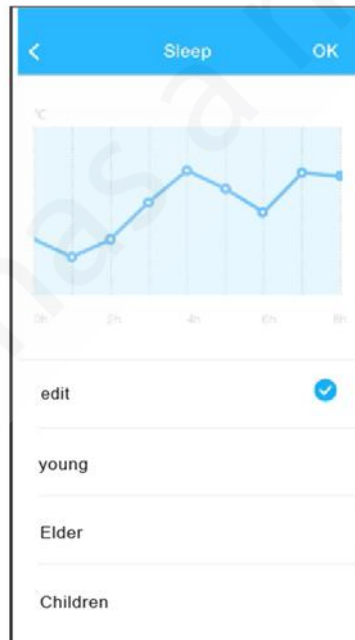 < Sleep OK
°C
0h 2h 4h 6h 8h
edit
young
Elder
Children